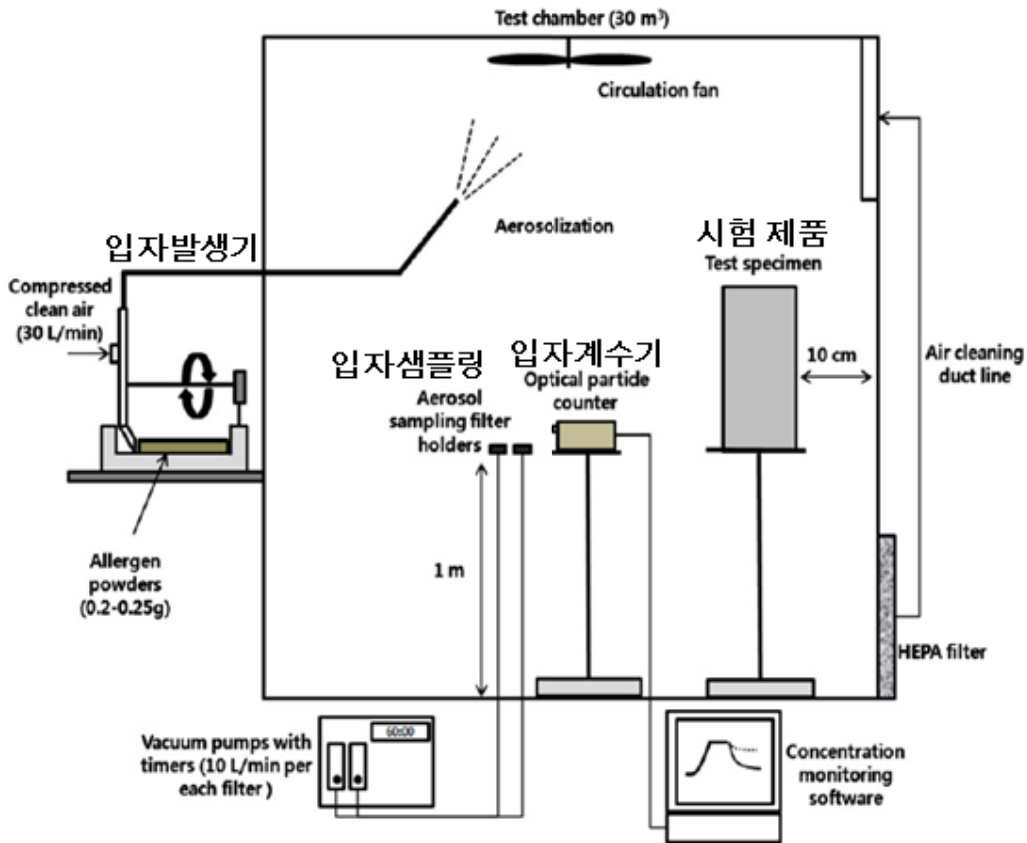 Test chamber (30 m³)
Circulation fan
Aerosolization
입자발생기
Compressed
clean air
(30 L/min)
시험 제품
Test specimen
10 cm
Air cleaning
duct line
입자샘플링
Aerosol
sampling filter
holders
입자계수기
Optical partide
counter
Allergen
powders
(0.2-0.25g)
1 m
HEPA filter
Vacuum pumps with
timers (10 L/min per
each filter )
60:00
Concentration
monitoring
software